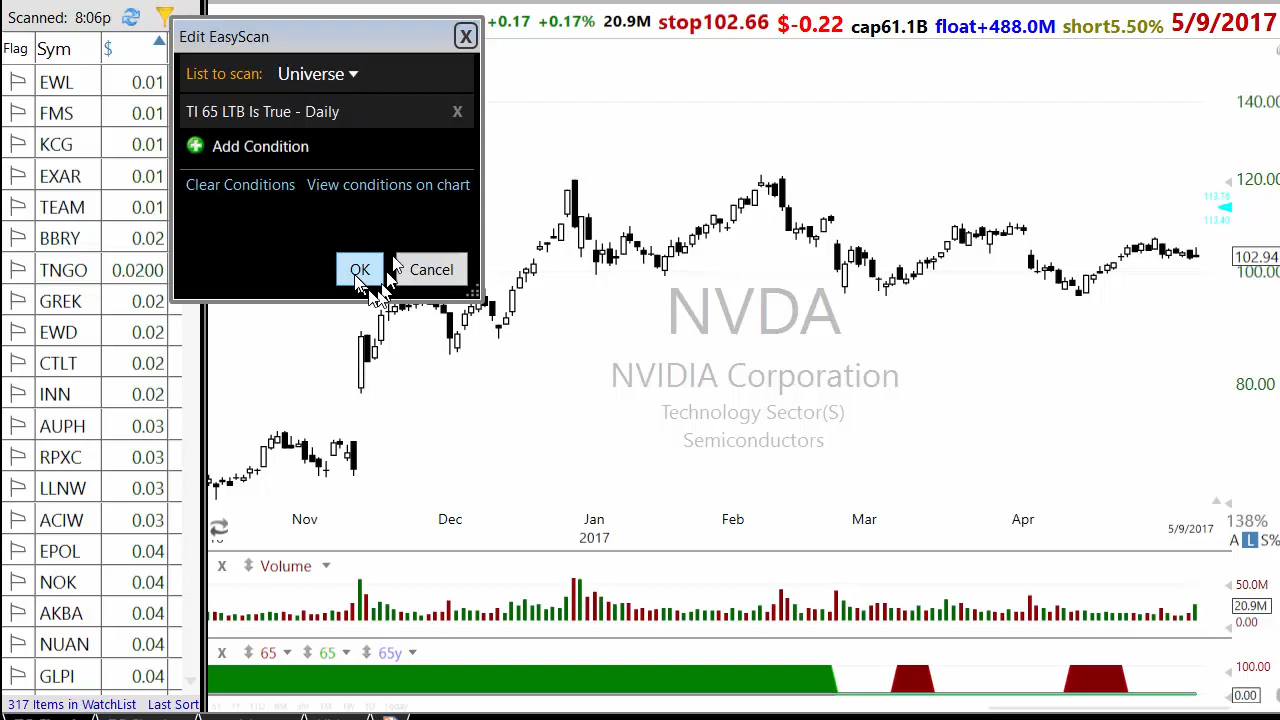 Scanned: 8:06p
Flag Sym $
EWL 0.01
FMS 0.01
KCG 0.01
EXAR 0.01
TEAM 0.01
BBRY 0.02
TNGO 0.0200
GREK 0.02
EWD 0.02
CTLT 0.02
INN 0.02
AUPH 0.03
RPXC 0.03
LLNW 0.03
ACIW 0.03
EPOL 0.04
NOK 0.04
AKBA 0.04
NUAN 0.04
GLPI 0.04
317 Items in WatchList Last Sort
Edit EasyScan X
List to scan: Universe
TI 65 LTB Is True - Daily X
Add Condition
Clear Conditions View conditions on chart
OK Cancel
+0.17 +0.17% 20.9M stop102.66 $-0.22 cap61.1B float+488.0M short5.50% 5/9/2017
140.00
120.00
113.76
113.40
102.94
100.00
80.00
NVDA
NVIDIA Corporation
Technology Sector(S)
Semiconductors
Nov Dec Jan Feb Mar Apr
2017 5/9/2017
138%
A L S%
X Volume
50.0M
20.9M
0.00
X 65 65 65y
100.00
0.00